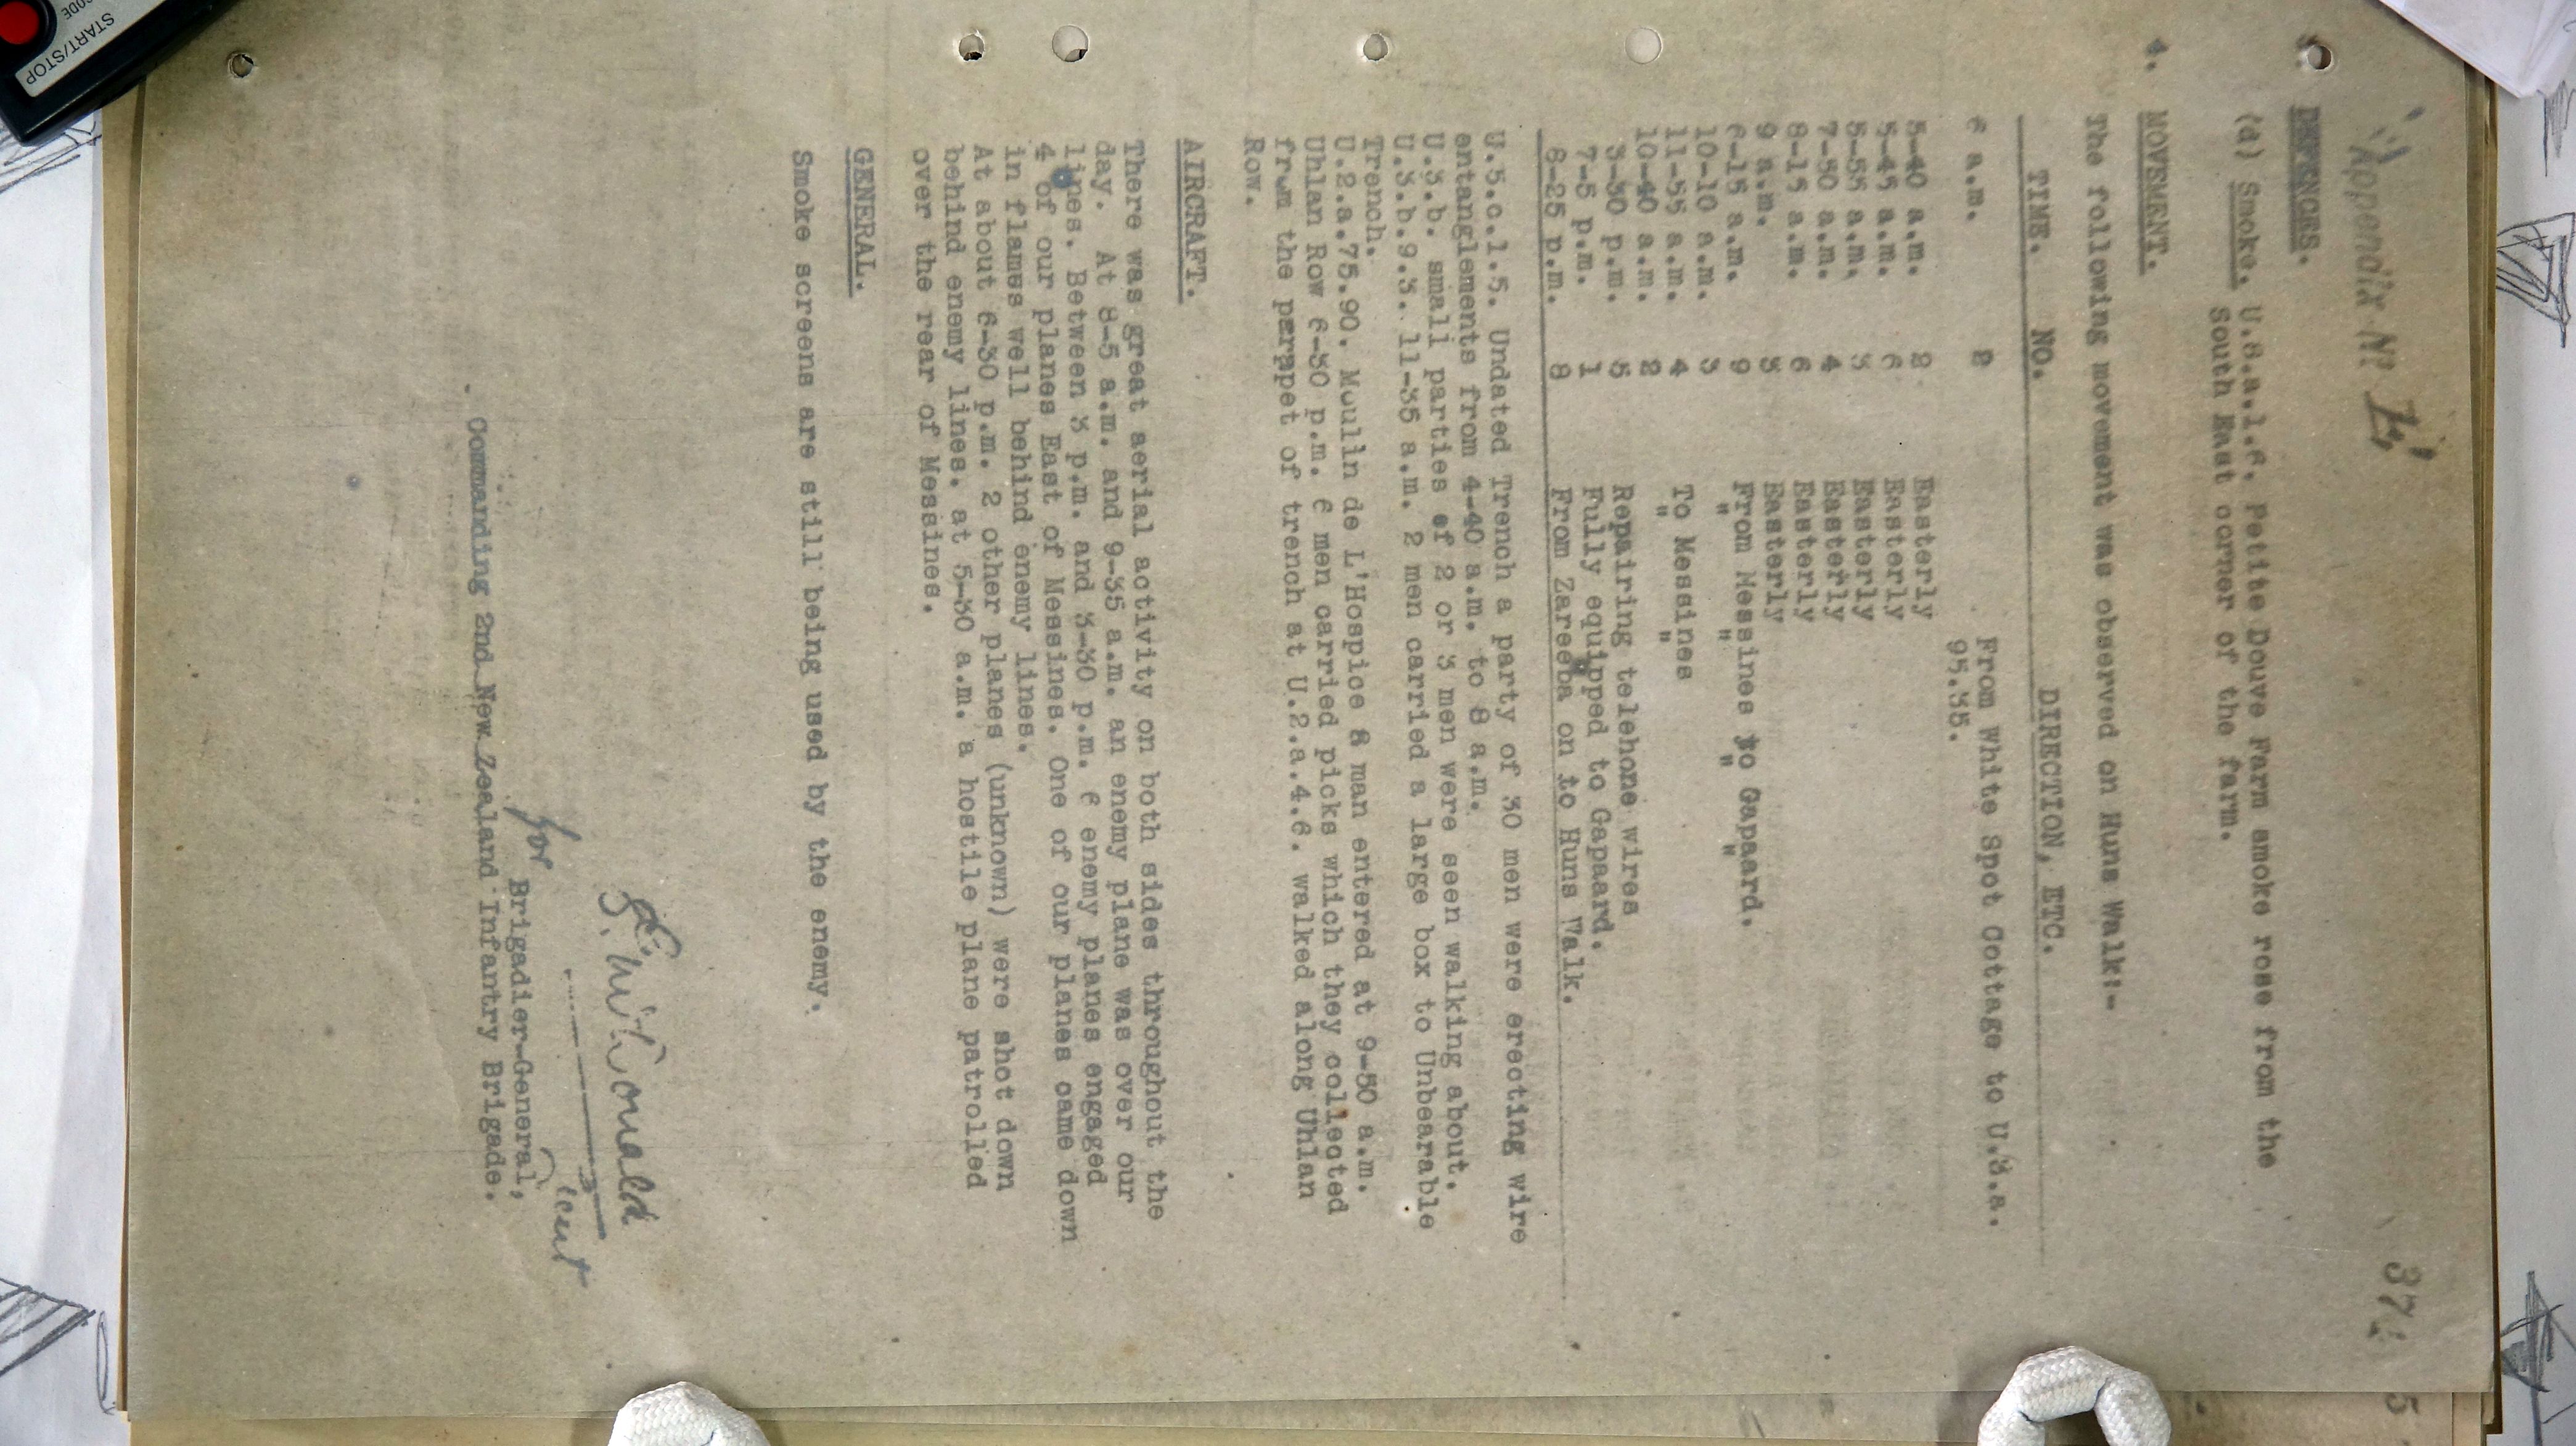 "Appendix No I,"
37
5
DEFENCES.
(d) Smoke. U.8.a.1.6. Petite Douve Farm smoke rose from the
South East corner of the farm.
4. MOVEMENT.
The following movement was observed on Huns Walk:-
TIME. NO. DIRECTION, ETC.
6 a.m. 2 From White Spot Cottage to U.3.a.
95.35.
5-40 a.m. 2 Easterly
5-45 a.m. 6 Easterly
5-55 a.m. 3 Easterly
7-50 a.m. 4 Easterly
8-15 a.m. 6 Easterly
9 a.m. 3 Easterly
6-15 a.m. 9 From Messines to Gapaard.
10-10 a.m. 3 " " " "
11-55 a.m. 4 To Messines
10-40 a.m. 2 " "
3-30 p.m. 5 Repairing telehone wires
7-5 p.m. 1 Fully equipped to Gapaard.
8-25 p.m. 8 From Zareeba on to Huns Walk.
U.5.c.1.5. Undated Trench a party of 30 men were erecting wire
entanglements from 4-40 a.m. to 8 a.m.
U.3.b. small parties of 2 or 3 men were seen walking about.
U.3.b.9.3. 11-35 a.m. 2 men carried a large box to Unbearable
Trench.
U.2.a.75.90. Moulin de L'Hospice 8 man entered at 9-50 a.m.
Uhlan Row 6-30 p.m. 6 men carried picks which they collected
from the parapet of trench at U.2.a.4.6. walked along Uhlan
Row.
AIRCRAFT.
There was great aerial activity on both sides throughout the
day. At 8-5 a.m. and 9-35 a.m. an enemy plane was over our
lines. Between 3 p.m. and 3-30 p.m. 6 enemy planes engaged
4 of our planes East of Messines. One of our planes came down
in flames well behind enemy lines.
At about 6-30 p.m. 2 other planes (unknown) were shot down
behind enemy lines. at 5-30 a.m. a hostile plane patrolled
over the rear of Messines.
GENERAL.
Smoke screens are still being used by the enemy.
Lieut
for Brigadier-General,
Commanding 2nd New Zealand Infantry Brigade.
START/STOP
CODE